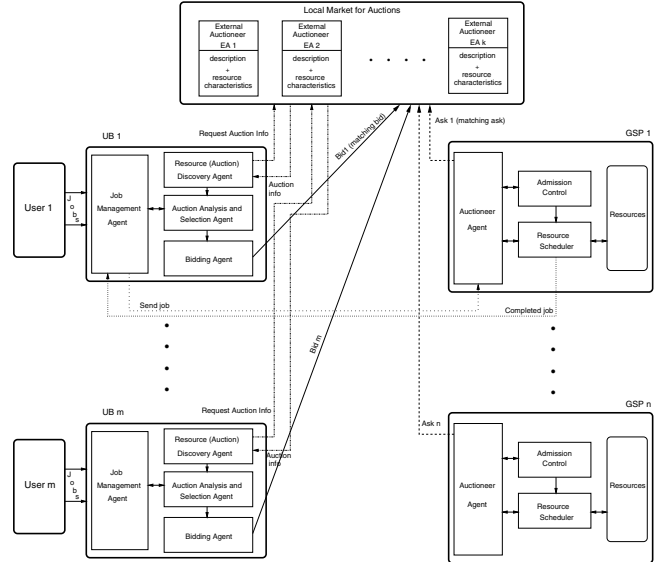 Local Market for Auctions
External
Auctioneer
EA 1
description
+
resource
characteristics
External
Auctioneer
EA 2
description
+
resource
characteristics
External
Auctioneer
EA k
description
+
resource
characteristics
UB 1
Request Auction Info
Bid1 (matching bid)
Ask 1 (matching ask)
GSP 1
User 1
Jobs
Job
Management
Agent
Resource (Auction)
Discovery Agent
Auction Analysis and
Selection Agent
Bidding Agent
Auction
info
Auctioneer
Agent
Admission
Control
Resource
Scheduler
Resources
Send job
Completed job
Bid m
UB m
Request Auction Info
Ask n
GSP n
User m
Jobs
Job
Management
Agent
Resource (Auction)
Discovery Agent
Auction Analysis and
Selection Agent
Bidding Agent
Auction
info
Auctioneer
Agent
Admission
Control
Resource
Scheduler
Resources